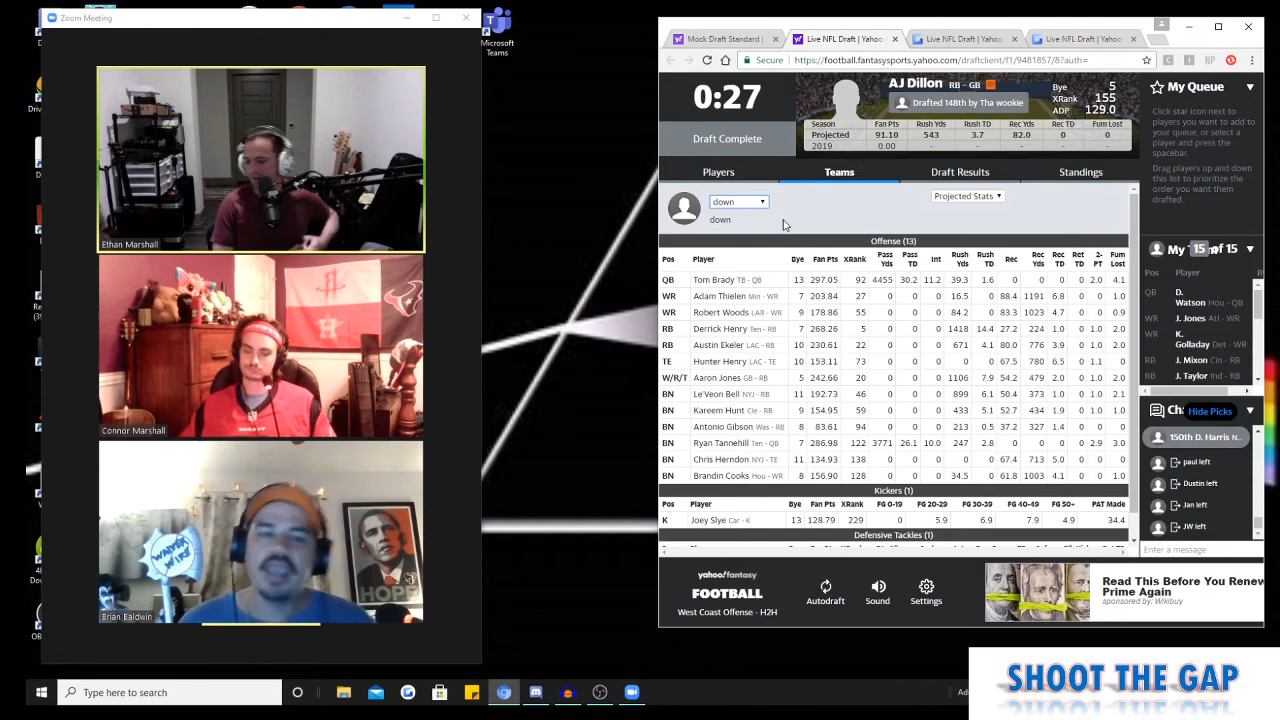 Zoom Meeting
Microsoft
Teams
Ethan Marshall
Connor Marshall
WAIVER
WIRE
HOPE
Brian Baldwin
Mock Draft Standard |
Live NFL Draft | Yahoo
Live NFL Draft | Yahoo
Live NFL Draft | Yahoo
Secure
https://football.fantasysports.yahoo.com/draftclient/f1/9481857/8?auth=
NP
0:27
Draft Complete
AJ Dillon RB - GB
Drafted 148th by Tha wookie
Bye 5
XRank 155
ADP 129.0
Season Fan Pts Rush Yds Rush TD Rec Yds Rec TD Fum Lost
Projected 91.10 543 3.7 82.0 0 0
2019 0.00 - - - - -
Players Teams Draft Results Standings
down
down
Projected Stats
Offense (13)
Pos Player Bye Fan Pts XRank Pass Yds Pass TD Int Rush Yds Rush TD Rec Rec Yds Rec TD Ret TD 2-PT Fum Lost
QB Tom Brady TB - QB 13 297.05 92 4455 30.2 11.2 39.3 1.6 0 0 0 0 2.0 4.1
WR Adam Thielen Min - WR 7 203.84 27 0 0 0 16.5 0 88.4 1191 6.8 0 0 1.0
WR Robert Woods LAR - WR 9 178.86 55 0 0 0 84.2 0 83.3 1023 4.7 0 0 0.9
RB Derrick Henry Ten - RB 7 268.26 5 0 0 0 1418 14.4 27.2 224 1.0 0 1.0 2.0
RB Austin Ekeler LAC - RB 10 230.61 22 0 0 0 671 4.1 80.0 776 3.9 0 1.0 2.0
TE Hunter Henry LAC - TE 10 153.11 73 0 0 0 0 0 67.5 780 6.5 0 1.1 0
W/R/T Aaron Jones GB - RB 5 242.66 20 0 0 0 1106 7.9 54.2 479 2.0 0 1.0 2.0
BN Le'Veon Bell NYJ - RB 11 192.73 46 0 0 0 899 6.1 50.4 373 1.0 0 1.0 2.1
BN Kareem Hunt Cle - RB 9 154.95 59 0 0 0 433 5.1 52.7 434 1.9 0 1.0 1.0
BN Antonio Gibson Was - RB 8 83.61 94 0 0 0 213 0.5 37.2 327 1.4 0 0 0
BN Ryan Tannehill Ten - QB 7 286.98 122 3771 26.1 10.0 247 2.8 0 0 0 0 2.9 3.0
BN Chris Herndon NYJ - TE 11 134.93 138 0 0 0 0 0 67.4 713 5.0 0 0 0
BN Brandin Cooks Hou - WR 8 156.90 128 0 0 0 34.5 0 61.8 1003 4.1 0 0 1.0
Kickers (1)
Pos Player Bye Fan Pts XRank FG 0-19 FG 20-29 FG 30-39 FG 40-49 FG 50+ PAT Made
K Joey Slye Car - K 13 128.79 229 0 5.9 6.9 7.9 4.9 34.4
Defensive Tackles (1)
My Queue
Click star icon next to
players you want to add to
your queue, or select a
player and press the
spacebar.
Drag players up and down
this list to prioritize the
order you want them
drafted.
15 of 15
Pos Player
QB D.
Watson Hou - QB
WR J. Jones Atl - WR
WR K.
Golladay Det - WR
RB J. Mixon Cin - RB
RB J. Taylor Ind - RB
Hide Picks
150th D. Harris N...
paul left
Dustin left
Jan left
JW left
Enter a message
yahoo!fantasy
FOOTBALL
West Coast Offense - H2H
Autodraft
Sound
Settings
Read This Before You Renew
Prime Again
sponsored by: Wikibuy
Type here to search
SHOOT THE GAP